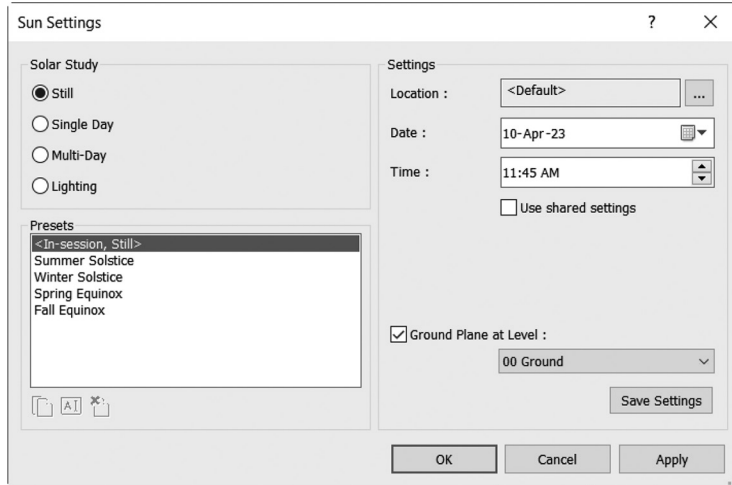 Sun Settings ?
Solar Study
Still
Single Day
Multi-Day
Lighting
Presets
<In-session, Still>
Summer Solstice
Winter Solstice
Spring Equinox
Fall Equinox
AI
Settings
Location :
<Default>
...
Date :
10-Apr-23
Time :
11:45 AM
Use shared settings
Ground Plane at Level :
00 Ground
Save Settings
OK
Cancel
Apply